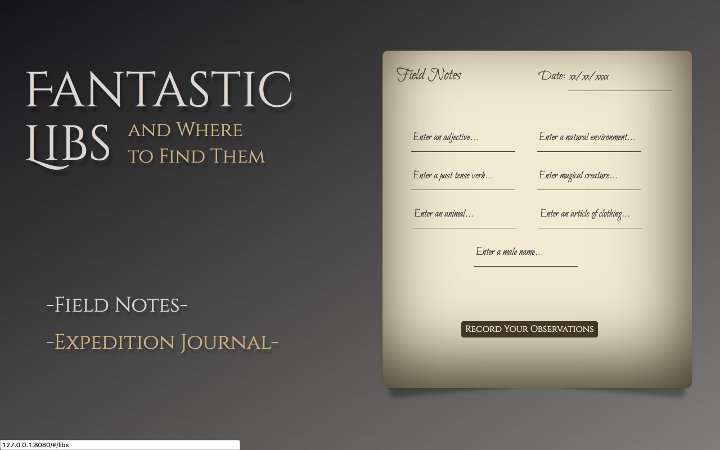 Fantastic
Libs and Where
to Find Them
-Field Notes-
-Expedition Journal-
Field Notes
Date: xx/xx/xxxx
Enter an adjective...
Enter a natural environment...
Enter a past tense verb...
Enter magical creature...
Enter an animal...
Enter an article of clothing...
Enter a male name...
Record Your Observations
127.0.0.1:8080/#/libs